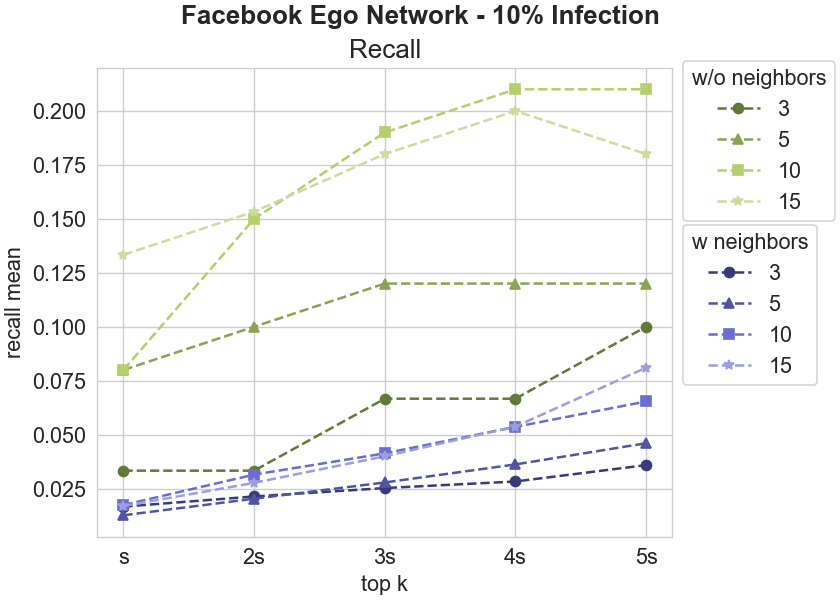 Facebook Ego Network - 10% Infection
Recall
recall mean
0.200
0.175
0.150
0.125
0.100
0.075
0.050
0.025
s 2s 3s 4s 5s
top k
w/o neighbors
3
5
10
15
w neighbors
3
5
10
15